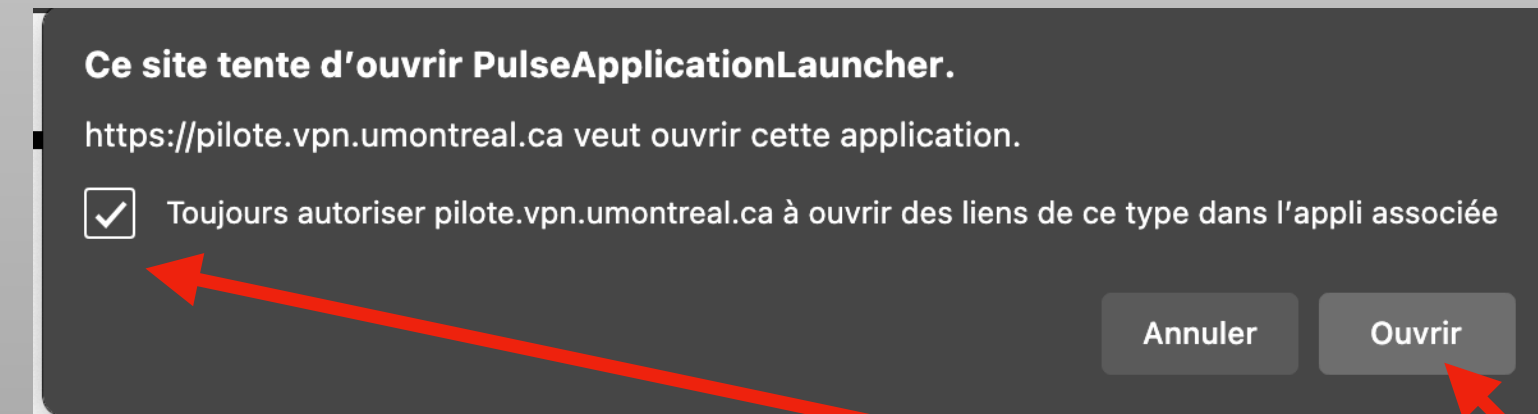 Ce site tente d’ouvrir PulseApplicationLauncher.
https://pilote.vpn.umontreal.ca veut ouvrir cette application.
Toujours autoriser pilote.vpn.umontreal.ca à ouvrir des liens de ce type dans l’appli associée
Annuler Ouvrir